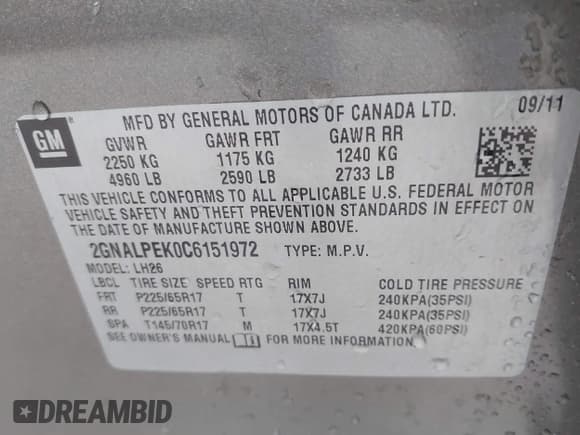 MFD BY GENERAL MOTORS OF CANADA LTD. 09/11
GM
GVWR GAWR FRT GAWR RR
2250 KG 1175 KG 1240 KG
4960 LB 2590 LB 2733 LB
THIS VEHICLE CONFORMS TO ALL APPLICABLE U.S. FEDERAL MOTOR
VEHICLE SAFETY AND THEFT PREVENTION STANDARDS IN EFFECT ON
THE DATE OF MANUFACTURE SHOWN ABOVE.
2GNALPEK0C6151972 TYPE: M.P.V.
MODEL: LH26
LBCL TIRE SIZE SPEED RTG RIM COLD TIRE PRESSURE
FRT P225/65R17 T 17X7J 240KPA(35PSI)
RR P225/65R17 T 17X7J 240KPA(35PSI)
SPA T145/70R17 M 17X4.5T 420KPA(60PSI)
SEE OWNER'S MANUAL FOR MORE INFORMATION
DREAMBID